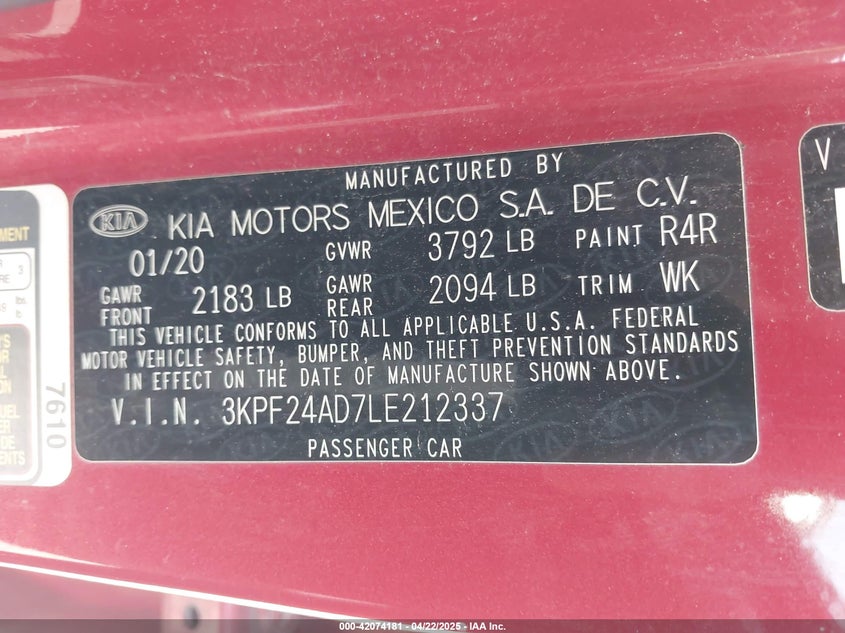 MANUFACTURED BY
KIA KIA MOTORS MEXICO S.A. DE C.V.
01/20 GVWR 3792 LB PAINT R4R
GAWR FRONT 2183 LB GAWR REAR 2094 LB TRIM WK
THIS VEHICLE CONFORMS TO ALL APPLICABLE U.S.A. FEDERAL
MOTOR VEHICLE SAFETY, BUMPER, AND THEFT PREVENTION STANDARDS
IN EFFECT ON THE DATE OF MANUFACTURE SHOWN ABOVE.
V.I.N. 3KPF24AD7LE212337
PASSENGER CAR
7610
V
000-42074181 - 04/22/2025 - IAA Inc.